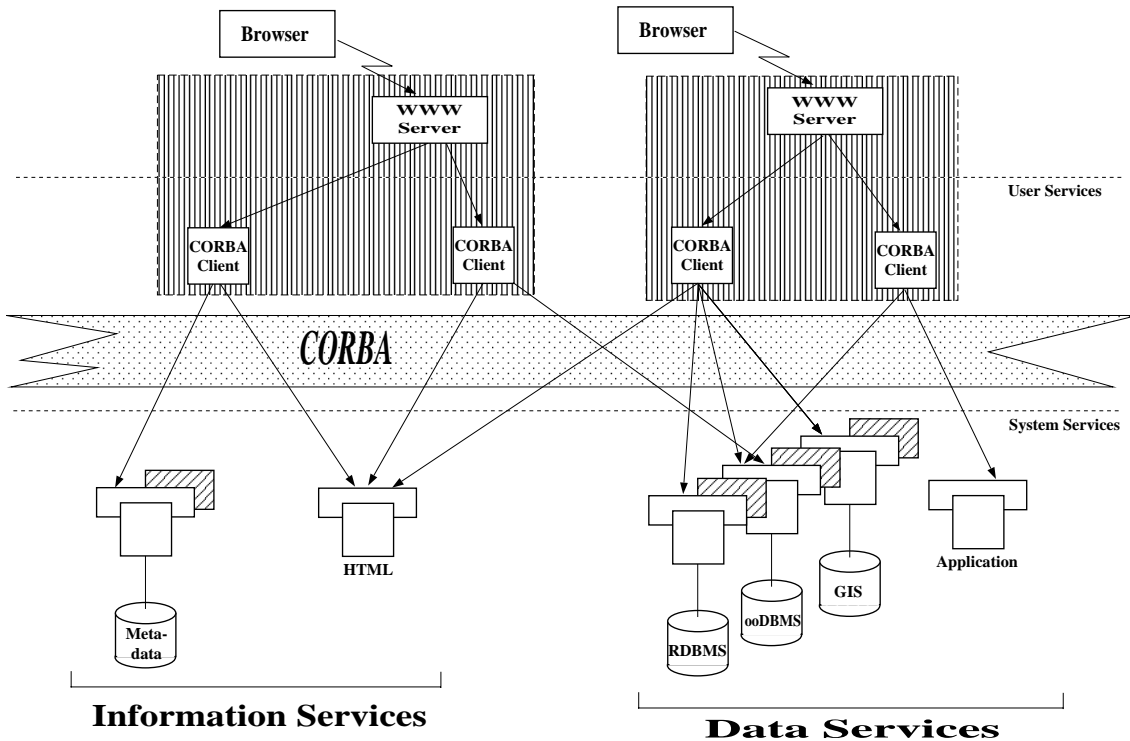 Browser
Browser
WWW
Server
WWW
Server
User Services
CORBA
Client
CORBA
Client
CORBA
Client
CORBA
Client
CORBA
System Services
HTML
Application
GIS
ooDBMS
RDBMS
Meta-
data
Information Services
Data Services